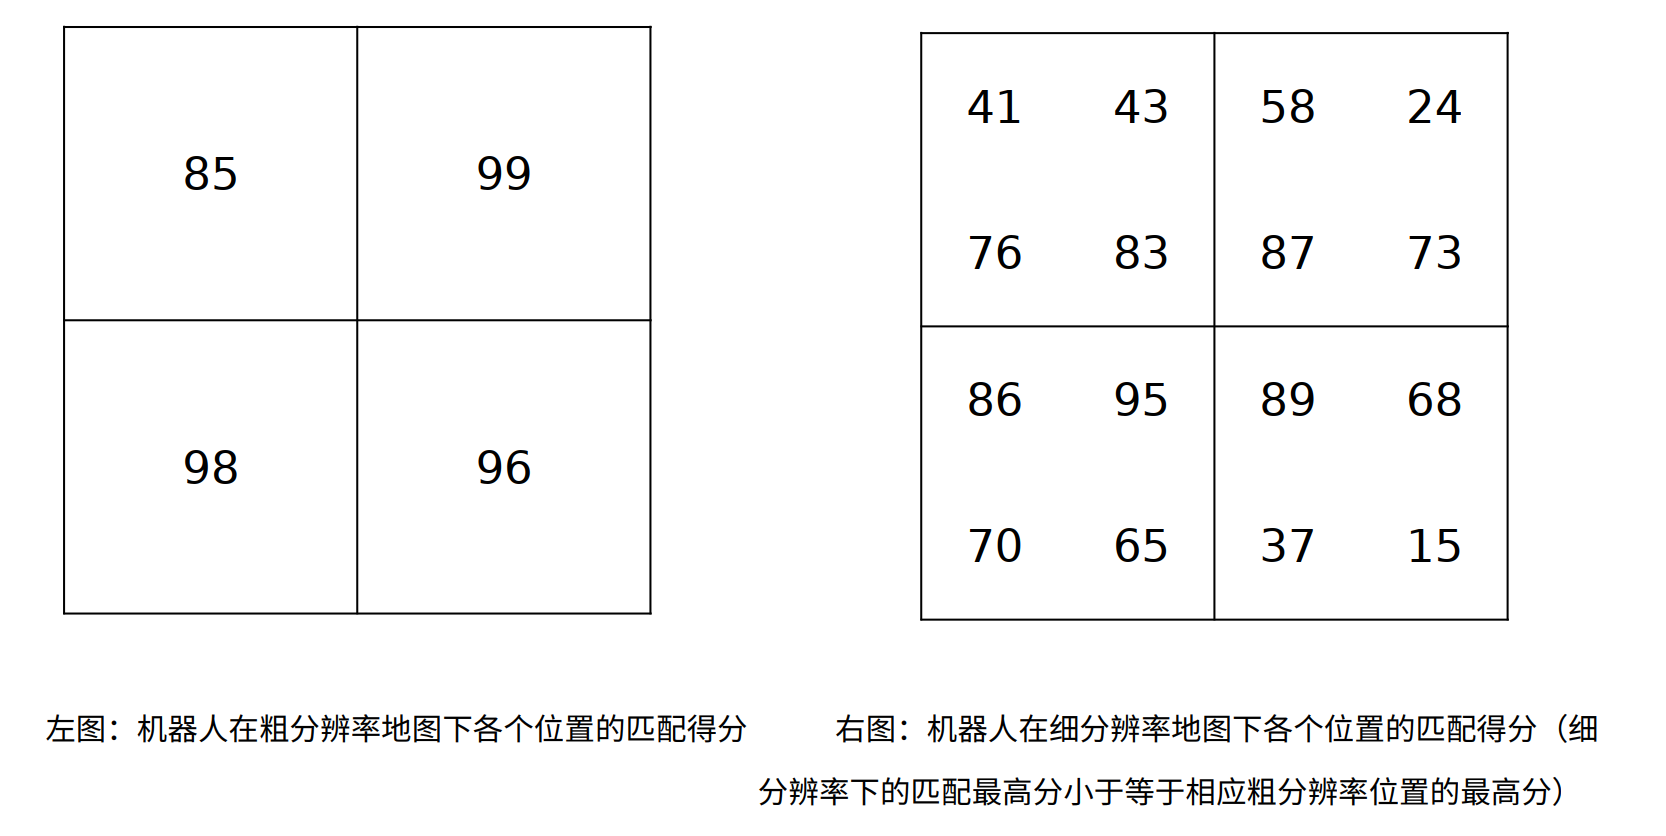 85 99
98 96
41 43 58 24
76 83 87 73
86 95 89 68
70 65 37 15
左图：机器人在粗分辨率地图下各个位置的匹配得分
右图：机器人在细分辨率地图下各个位置的匹配得分（细
分辨率下的匹配最高分小于等于相应粗分辨率位置的最高分）